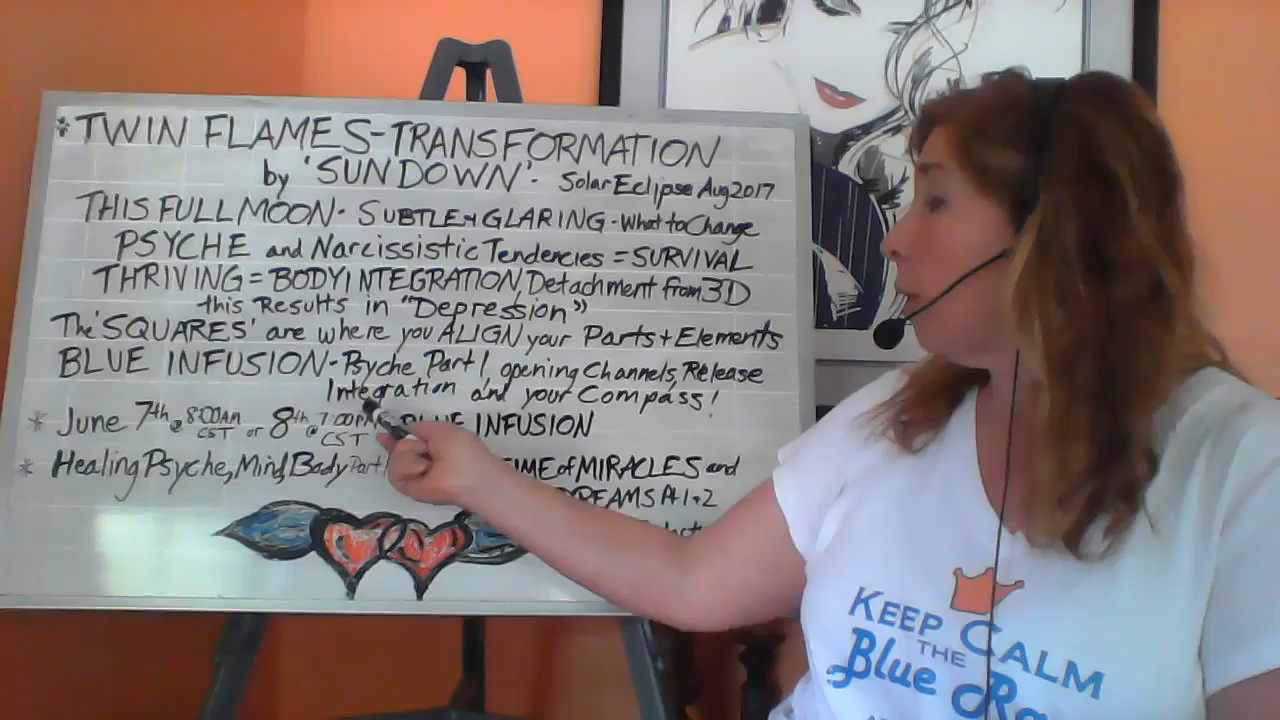 * TWIN FLAMES-TRANSFORMATION
by 'SUNDOWN'- Solar Eclipse Aug 2017
THIS FULL MOON - SUBTLE + GLARING - What to Change
PSYCHE and Narcissistic Tendencies = SURVIVAL
THRIVING = BODY INTEGRATION, Detachment from 3D
this Results in "Depression"
The 'SQUARES' are where you ALIGN your Parts + Elements
BLUE INFUSION - Psyche Part 1, opening Channels, Release
Integration and your Compass!
* June 7th @ 8:00AM CST or 8th @ 7:00PM CST BLUE INFUSION
* Healing Psyche, Mind, Body Part TIME of MIRACLES and
DREAMS Pt 1+2
KEEP CALM
THE
Blue